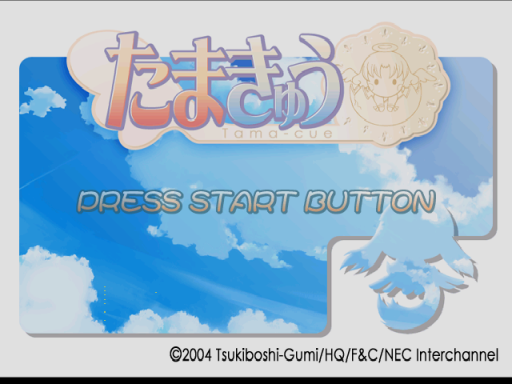 たまきゅう
Tama-cue
PRESS START BUTTON
©2004 Tsukiboshi-Gumi/HQ/F&C/NEC Interchannel